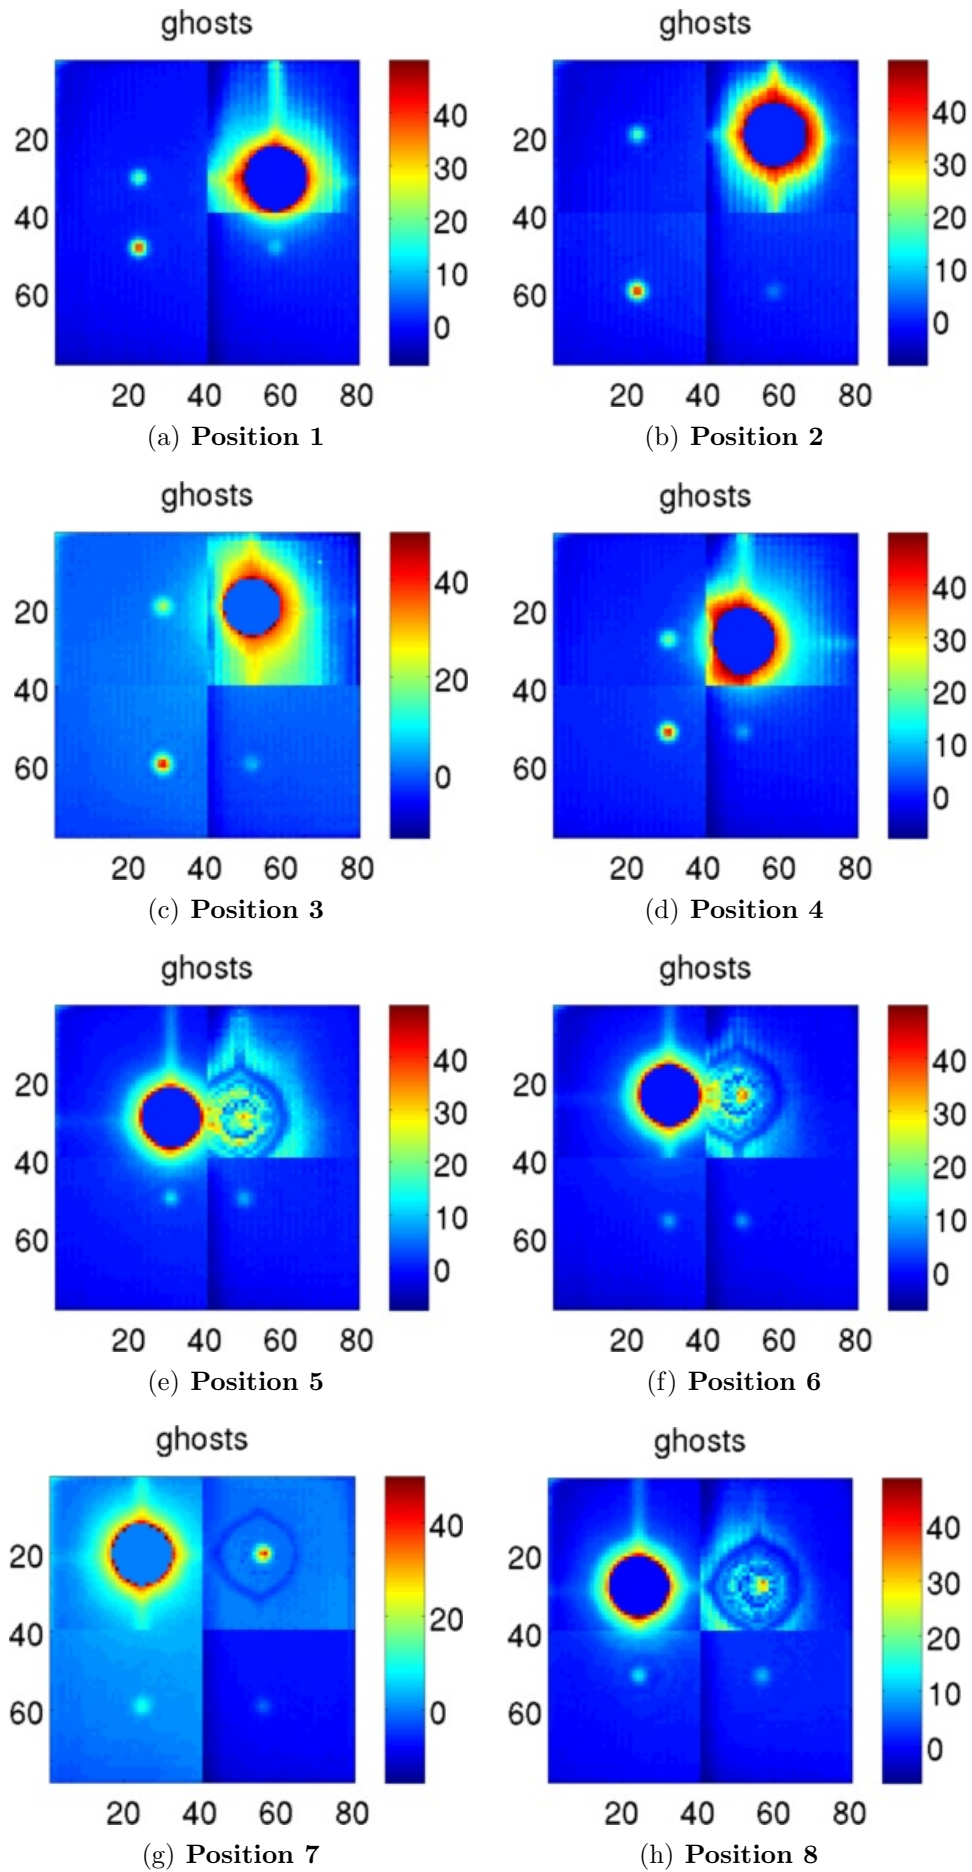 ghosts ghosts
20 40 60
20 40 60 80
40 30 20 10 0
20 40 60
20 40 60 80
40 30 20 10 0
(a) Position 1 (b) Position 2
ghosts ghosts
20 40 60
20 40 60 80
40 20 0
20 40 60
20 40 60 80
40 30 20 10 0
(c) Position 3 (d) Position 4
ghosts ghosts
20 40 60
20 40 60 80
40 30 20 10 0
20 40 60
20 40 60 80
40 30 20 10 0
(e) Position 5 (f) Position 6
ghosts ghosts
20 40 60
20 40 60 80
40 20 0
20 40 60
20 40 60 80
40 30 20 10 0
(g) Position 7 (h) Position 8